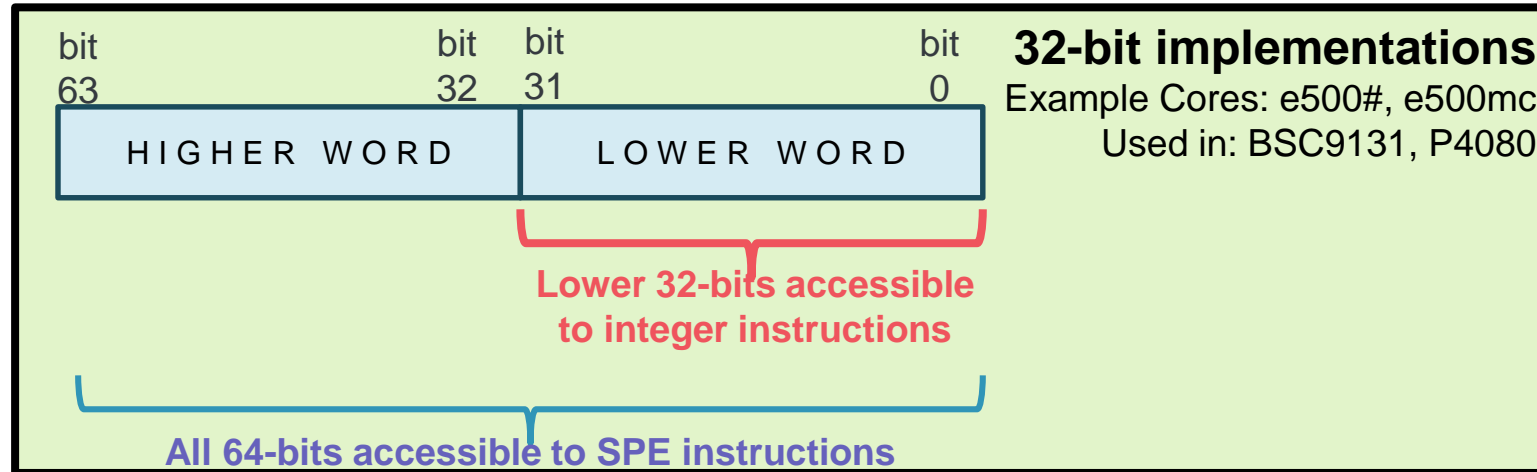 bit bit bit bit
63 32 31 0
HIGHER WORD LOWER WORD
32-bit implementations
Example Cores: e500#, e500mc
Used in: BSC9131, P4080
Lower 32-bits accessible
to integer instructions
All 64-bits accessible to SPE instructions